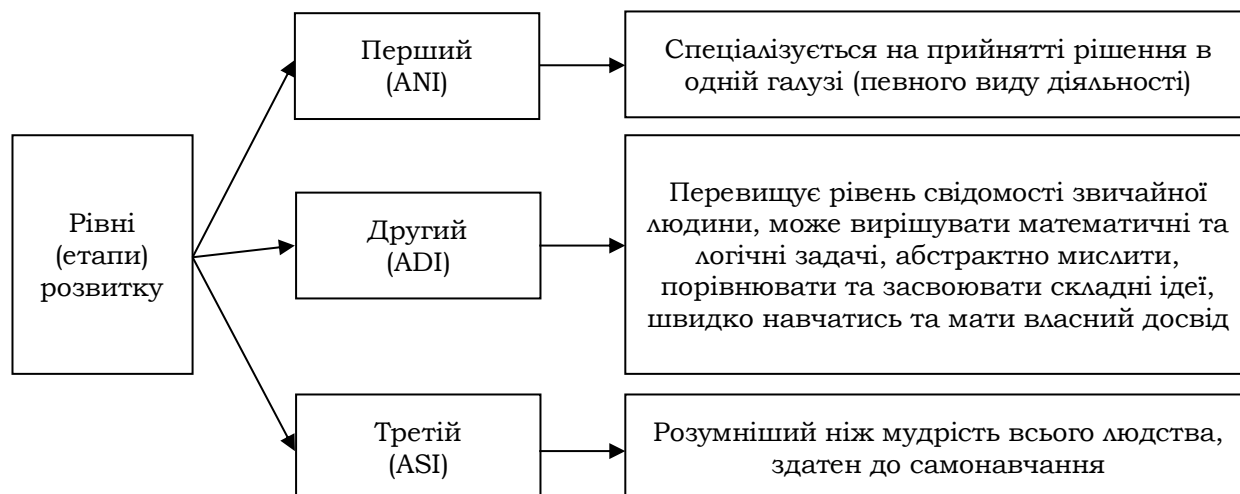 Рівні
(етапи)
розвитку
Перший
(ANI)
Спеціалізується на прийнятті рішення в
одній галузі (певного виду діяльності)
Другий
(ADI)
Перевищує рівень свідомості звичайної
людини, може вирішувати математичні та
логічні задачі, абстрактно мислити,
порівнювати та засвоювати складні ідеї,
швидко навчатись та мати власний досвід
Третій
(ASI)
Розумніший ніж мудрість всього людства,
здатен до самонавчання